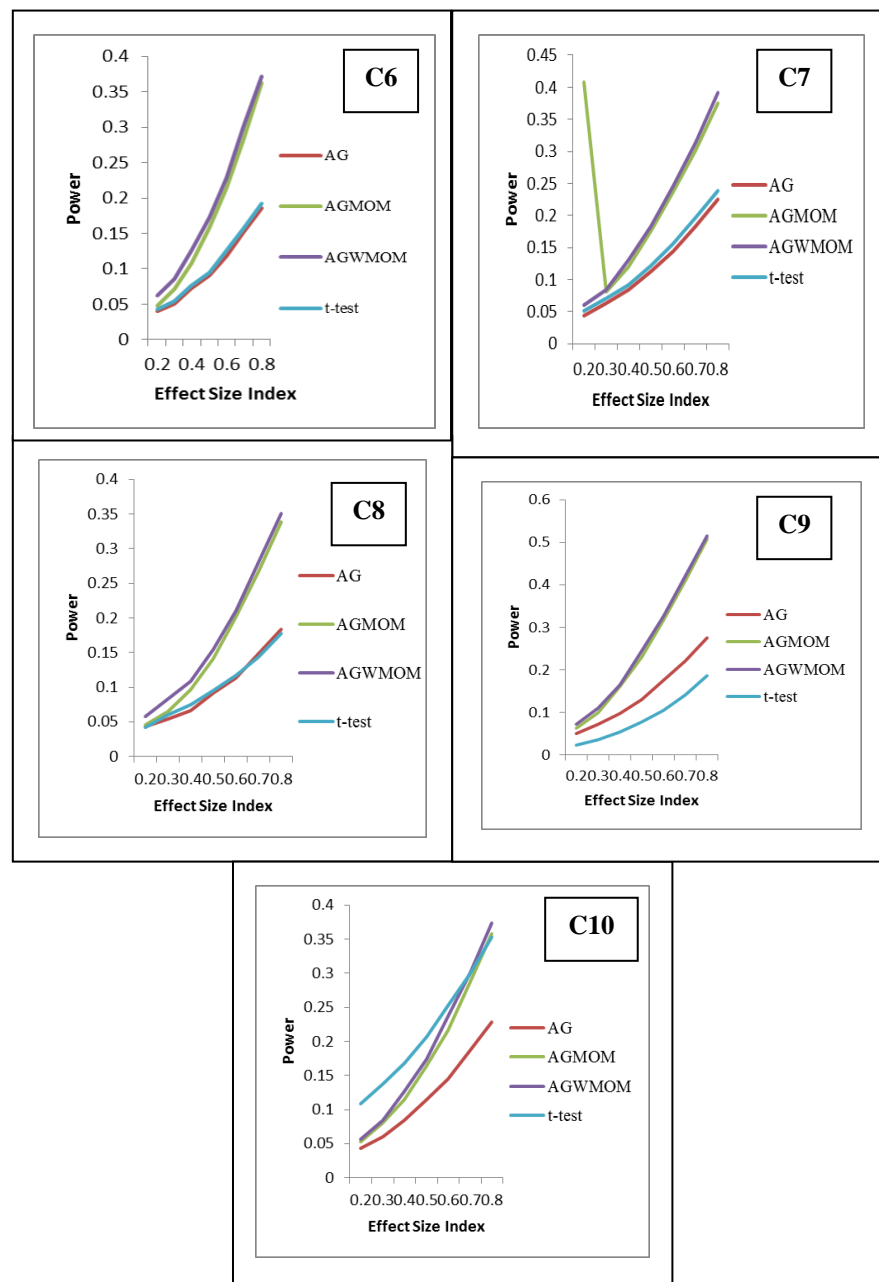 C6
0.4
0.35
0.3
0.25
0.2
0.15
0.1
0.05
0
Power
AG
AGMOM
AGWMOM
t-test
0.2 0.4 0.6 0.8
Effect Size Index
C7
0.45
0.4
0.35
0.3
0.25
0.2
0.15
0.1
0.05
0
Power
AG
AGMOM
AGWMOM
t-test
0.20.30.40.50.60.70.8
Effect Size Index
C8
0.4
0.35
0.3
0.25
0.2
0.15
0.1
0.05
0
Power
AG
AGMOM
AGWMOM
t-test
0.20.30.40.50.60.70.8
Effect Size Index
C9
0.6
0.5
0.4
0.3
0.2
0.1
0
Power
AG
AGMOM
AGWMOM
t-test
0.20.30.40.50.60.70.8
Effect Size Index
C10
0.4
0.35
0.3
0.25
0.2
0.15
0.1
0.05
0
Power
AG
AGMOM
AGWMOM
t-test
0.20.30.40.50.60.70.8
Effect Size Index